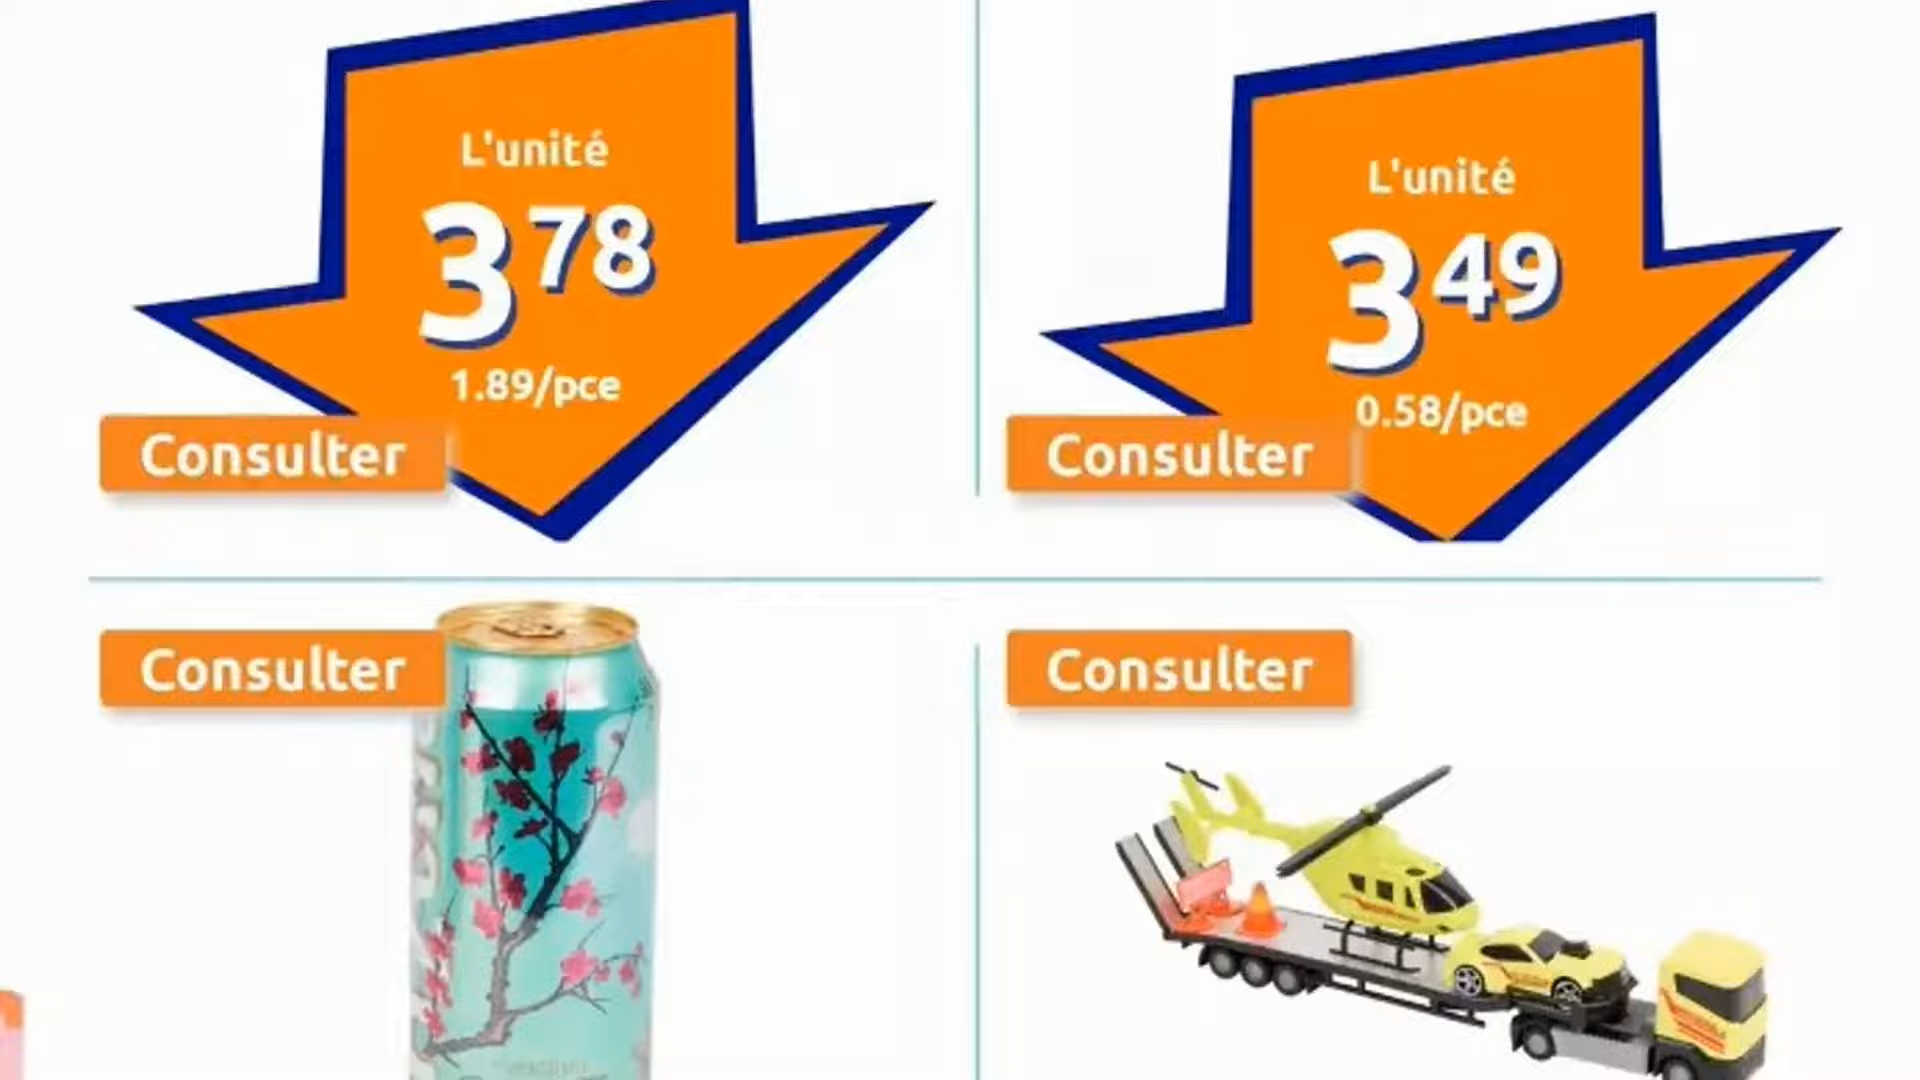 L'unité
3 78
1.89/pce
Consulter
L'unité
3 49
0.58/pce
Consulter
Consulter
Consulter